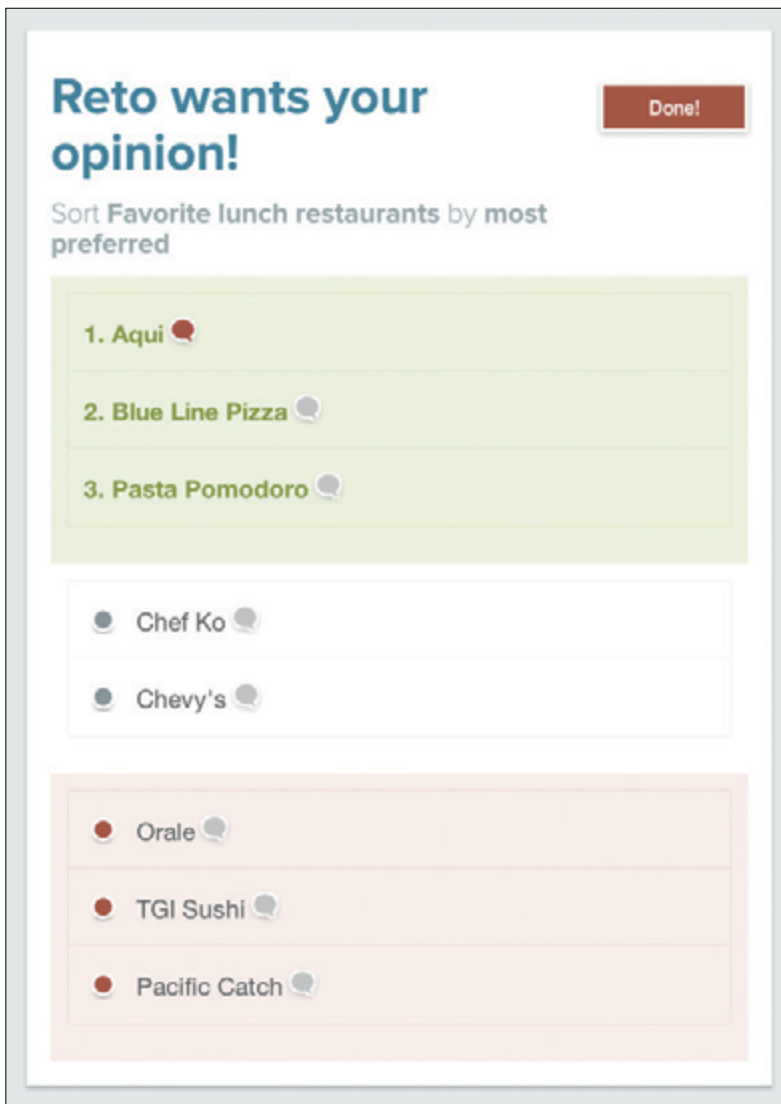 Reto wants your
opinion!
Done!
Sort Favorite lunch restaurants by most
preferred
1. Aqui
2. Blue Line Pizza
3. Pasta Pomodoro
Chef Ko
Chevy's
Orale
TGI Sushi
Pacific Catch